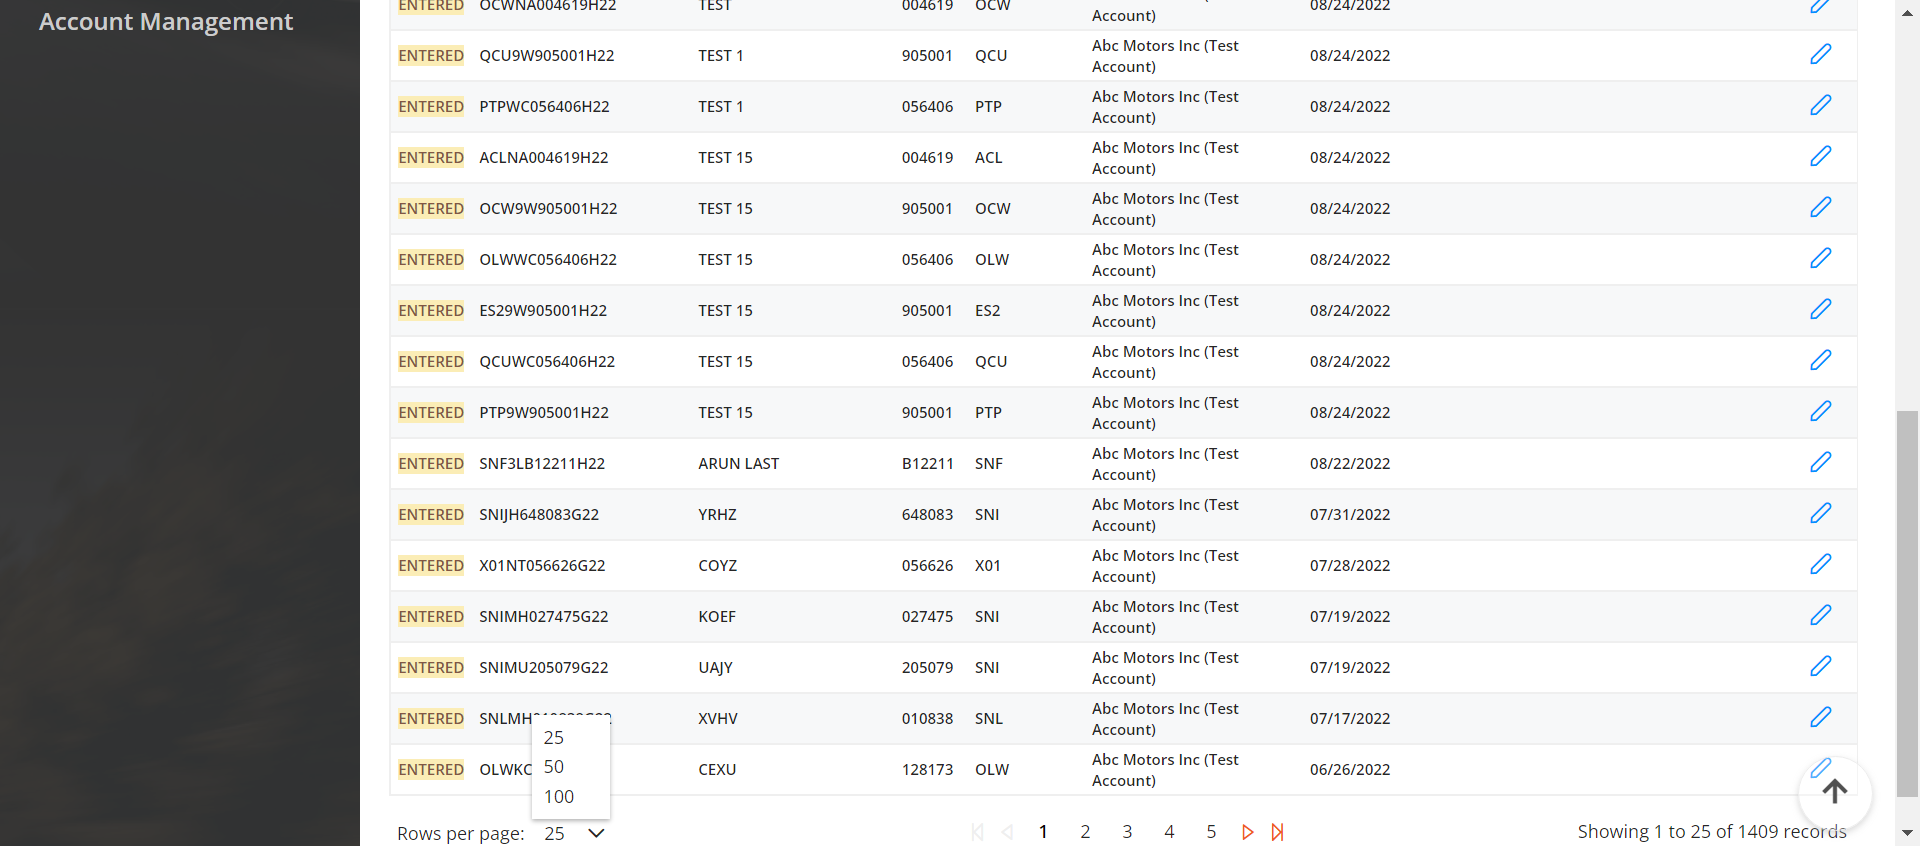 Account Management
ENTERED OCWNA004619H22 TEST 004619 OCW Account) 08/24/2022
ENTERED QCU9W905001H22 TEST 1 905001 QCU Abc Motors Inc (Test Account) 08/24/2022
ENTERED PTPWC056406H22 TEST 1 056406 PTP Abc Motors Inc (Test Account) 08/24/2022
ENTERED ACLNA004619H22 TEST 15 004619 ACL Abc Motors Inc (Test Account) 08/24/2022
ENTERED OCW9W905001H22 TEST 15 905001 OCW Abc Motors Inc (Test Account) 08/24/2022
ENTERED OLWWC056406H22 TEST 15 056406 OLW Abc Motors Inc (Test Account) 08/24/2022
ENTERED ES29W905001H22 TEST 15 905001 ES2 Abc Motors Inc (Test Account) 08/24/2022
ENTERED QCUWC056406H22 TEST 15 056406 QCU Abc Motors Inc (Test Account) 08/24/2022
ENTERED PTP9W905001H22 TEST 15 905001 PTP Abc Motors Inc (Test Account) 08/24/2022
ENTERED SNF3LB12211H22 ARUN LAST B12211 SNF Abc Motors Inc (Test Account) 08/22/2022
ENTERED SNIJH648083G22 YRHZ 648083 SNI Abc Motors Inc (Test Account) 07/31/2022
ENTERED X01NT056626G22 COYZ 056626 X01 Abc Motors Inc (Test Account) 07/28/2022
ENTERED SNIMH027475G22 KOEF 027475 SNI Abc Motors Inc (Test Account) 07/19/2022
ENTERED SNIMU205079G22 UAJY 205079 SNI Abc Motors Inc (Test Account) 07/19/2022
ENTERED XVHV 010838 SNL Abc Motors Inc (Test Account) 07/17/2022
ENTERED CEXU 128173 OLW Abc Motors Inc (Test Account) 06/26/2022
25
50
100
Rows per page: 25 1 2 3 4 5 Showing 1 to 25 of 1409 records